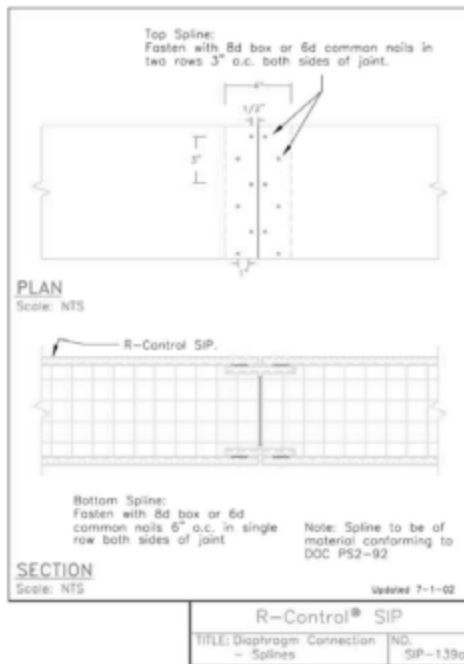 Top Spline:
Fasten with 8d box or 6d common nails in
two rows 3" o.c. both sides of joint.
4"
1/2"
3"
1"
PLAN
Scale: NTS
R-Control SIP.
Bottom Spline:
Fasten with 8d box or 6d
common nails 6" o.c. in single
row both sides of joint
Note: Spline to be of
material conforming to
DOC PS2-92
SECTION
Scale: NTS
Updated 7-1-02
R-Control® SIP
TITLE: Diaphragm Connection
- Splines
NO.
SIP-139a